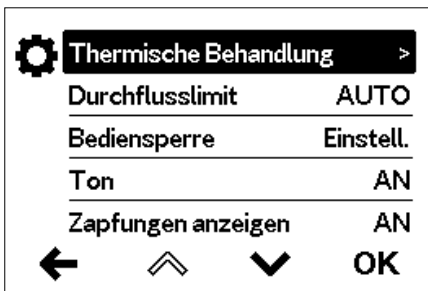 Thermische Behandlung >
Durchflusslimit AUTO
Bediensperre Einstell.
Ton AN
Zapfungen anzeigen AN
OK